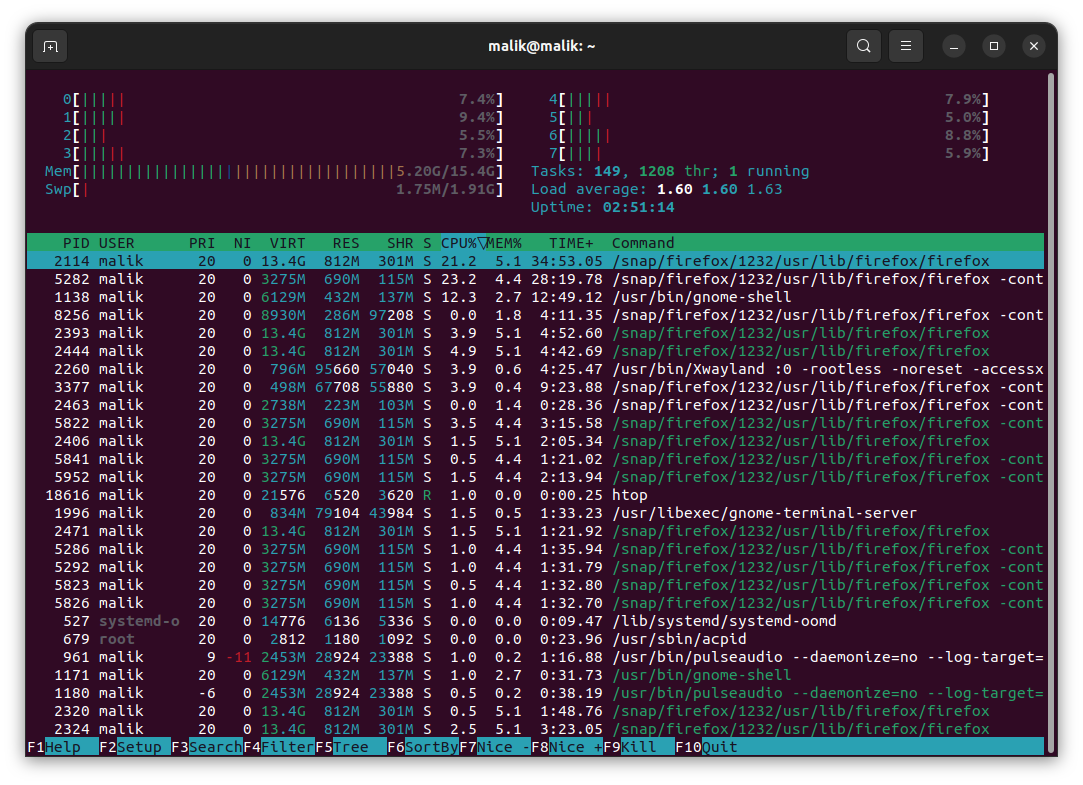 malik@malik: ~
0[||||| 7.4%] 4[||||| 7.9%]
1[||||| 9.4%] 5[||| 5.0%]
2[||| 5.5%] 6[||||| 8.8%]
3[||||| 7.3%] 7[|||| 5.9%]
Mem[|||||||||||||||||||||||||||||||||||5.20G/15.4G] Tasks: 149, 1208 thr; 1 running
Swp[| 1.75M/1.91G] Load average: 1.60 1.60 1.63
Uptime: 02:51:14
PID USER PRI NI VIRT RES SHR S CPU%▽MEM% TIME+ Command
2114 malik 20 0 13.4G 812M 301M S 21.2 5.1 34:53.05 /snap/firefox/1232/usr/lib/firefox/firefox
5282 malik 20 0 3275M 690M 115M S 23.2 4.4 28:19.78 /snap/firefox/1232/usr/lib/firefox/firefox -cont
1138 malik 20 0 6129M 432M 137M S 12.3 2.7 12:49.12 /usr/bin/gnome-shell
8256 malik 20 0 8930M 286M 97208 S 0.0 1.8 4:11.35 /snap/firefox/1232/usr/lib/firefox/firefox -cont
2393 malik 20 0 13.4G 812M 301M S 3.9 5.1 4:52.60 /snap/firefox/1232/usr/lib/firefox/firefox
2444 malik 20 0 13.4G 812M 301M S 4.9 5.1 4:42.69 /snap/firefox/1232/usr/lib/firefox/firefox
2260 malik 20 0 796M 95660 57040 S 3.9 0.6 4:25.47 /usr/bin/Xwayland :0 -rootless -noreset -accessx
3377 malik 20 0 498M 67708 55880 S 3.9 0.4 9:23.88 /snap/firefox/1232/usr/lib/firefox/firefox -cont
2463 malik 20 0 2738M 223M 103M S 0.0 1.4 0:28.36 /snap/firefox/1232/usr/lib/firefox/firefox -cont
5822 malik 20 0 3275M 690M 115M S 3.5 4.4 3:15.58 /snap/firefox/1232/usr/lib/firefox/firefox -cont
2406 malik 20 0 13.4G 812M 301M S 1.5 5.1 2:05.34 /snap/firefox/1232/usr/lib/firefox/firefox
5841 malik 20 0 3275M 690M 115M S 0.5 4.4 1:21.02 /snap/firefox/1232/usr/lib/firefox/firefox -cont
5952 malik 20 0 3275M 690M 115M S 1.5 4.4 2:13.94 /snap/firefox/1232/usr/lib/firefox/firefox -cont
18616 malik 20 0 21576 6520 3620 R 1.0 0.0 0:00.25 htop
1996 malik 20 0 834M 79104 43984 S 1.5 0.5 1:33.23 /usr/libexec/gnome-terminal-server
2471 malik 20 0 13.4G 812M 301M S 1.0 5.1 1:21.92 /snap/firefox/1232/usr/lib/firefox/firefox
5286 malik 20 0 3275M 690M 115M S 1.0 4.4 1:35.94 /snap/firefox/1232/usr/lib/firefox/firefox -cont
5292 malik 20 0 3275M 690M 115M S 1.0 4.4 1:31.79 /snap/firefox/1232/usr/lib/firefox/firefox -cont
5823 malik 20 0 3275M 690M 115M S 0.5 4.4 1:32.80 /snap/firefox/1232/usr/lib/firefox/firefox -cont
5826 malik 20 0 3275M 690M 115M S 1.0 4.4 1:32.70 /snap/firefox/1232/usr/lib/firefox/firefox -cont
527 systemd-o 20 0 14776 6136 5336 S 0.0 0.0 0:09.47 /lib/systemd/systemd-oomd
679 root 20 0 2812 1180 1092 S 0.0 0.0 0:23.96 /usr/sbin/acpid
961 malik 9 -11 2453M 28924 23388 S 1.0 0.2 1:16.88 /usr/bin/pulseaudio --daemonize=no --log-target=
1171 malik 20 0 6129M 432M 137M S 1.0 2.7 0:31.73 /usr/bin/gnome-shell
1180 malik -6 0 2453M 28924 23388 S 0.5 0.2 0:38.19 /usr/bin/pulseaudio --daemonize=no --log-target=
2320 malik 20 0 13.4G 812M 301M S 0.5 5.1 1:48.76 /snap/firefox/1232/usr/lib/firefox/firefox
2324 malik 20 0 13.4G 812M 301M S 2.5 5.1 3:23.05 /snap/firefox/1232/usr/lib/firefox/firefox
F1Help F2Setup F3SearchF4FilterF5Tree F6SortByF7Nice -F8Nice +F9Kill F10Quit